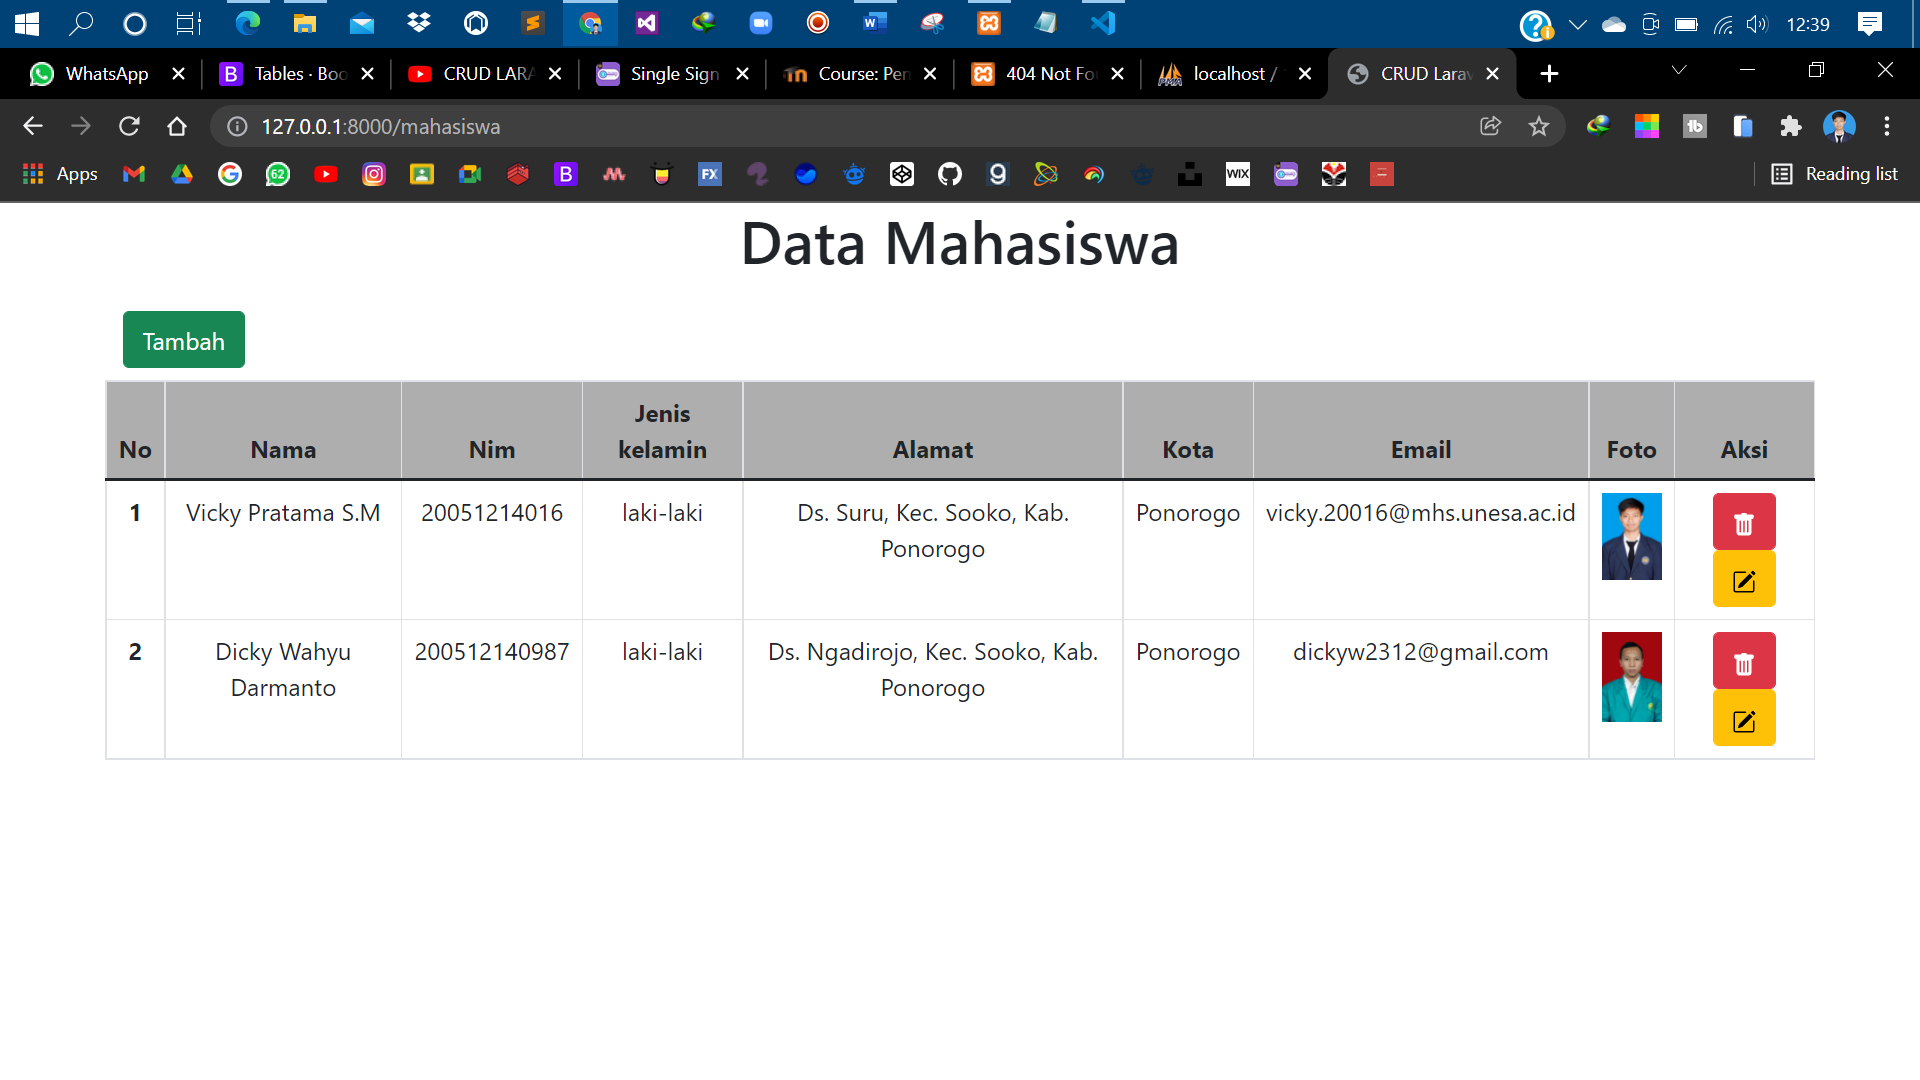 12:39
WhatsApp
Tables · Boo
CRUD LARA
Single Sign
Course: Pen
404 Not Fo
localhost /
CRUD Larav
127.0.0.1:8000/mahasiswa
Apps
62
FX
WIX
Reading list
Data Mahasiswa
Tambah
No Nama Nim Jenis kelamin Alamat Kota Email Foto Aksi
1 Vicky Pratama S.M 20051214016 laki-laki Ds. Suru, Kec. Sooko, Kab. Ponorogo Ponorogo vicky.20016@mhs.unesa.ac.id
2 Dicky Wahyu Darmanto 200512140987 laki-laki Ds. Ngadirojo, Kec. Sooko, Kab. Ponorogo Ponorogo dickyw2312@gmail.com